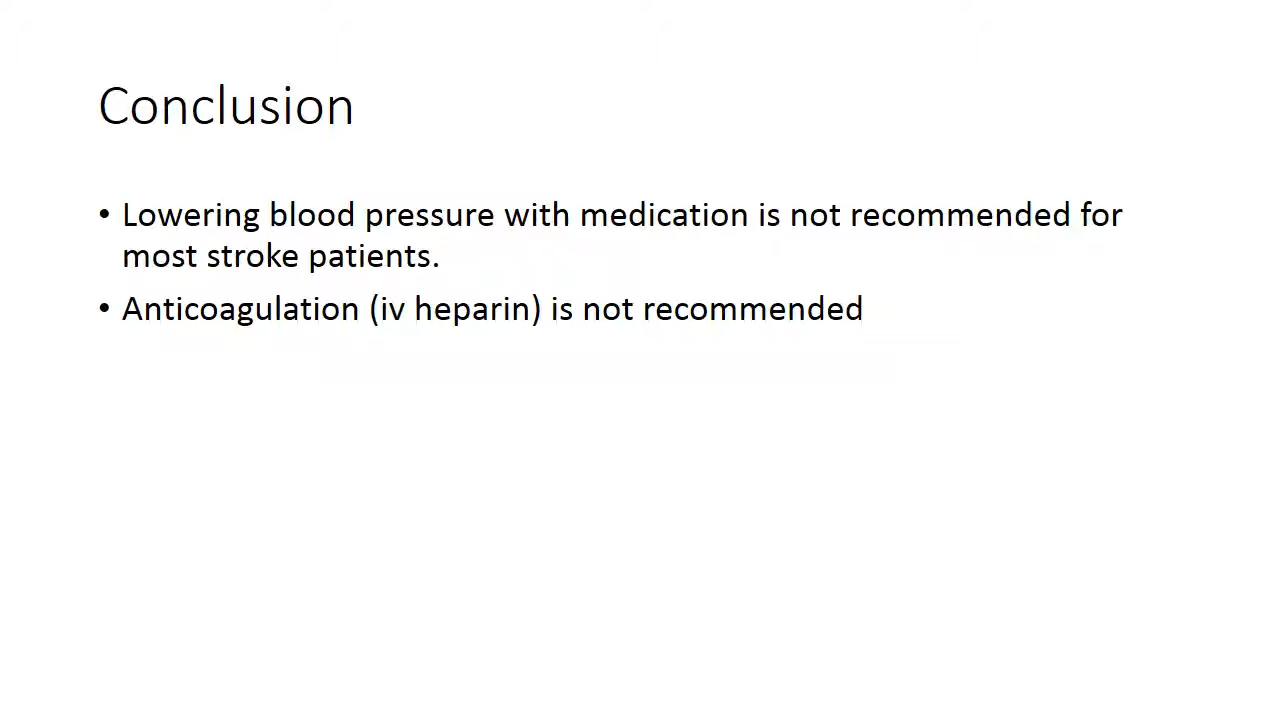 Conclusion
• Lowering blood pressure with medication is not recommended for
most stroke patients.
• Anticoagulation (iv heparin) is not recommended